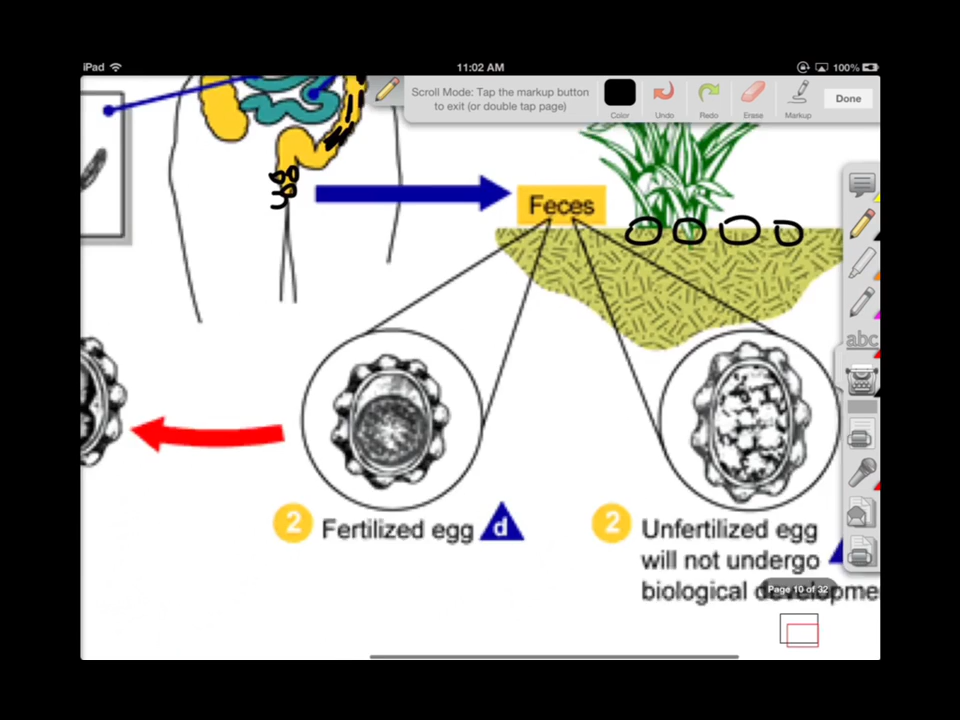 iPad
11:02 AM
100%
Scroll Mode: Tap the markup button
to exit (or double tap page)
Color
Undo
Redo
Erase
Markup
Done
Feces
abc
2 Fertilized egg d
2 Unfertilized egg
will not undergo
biological developme
Page 10 of 32